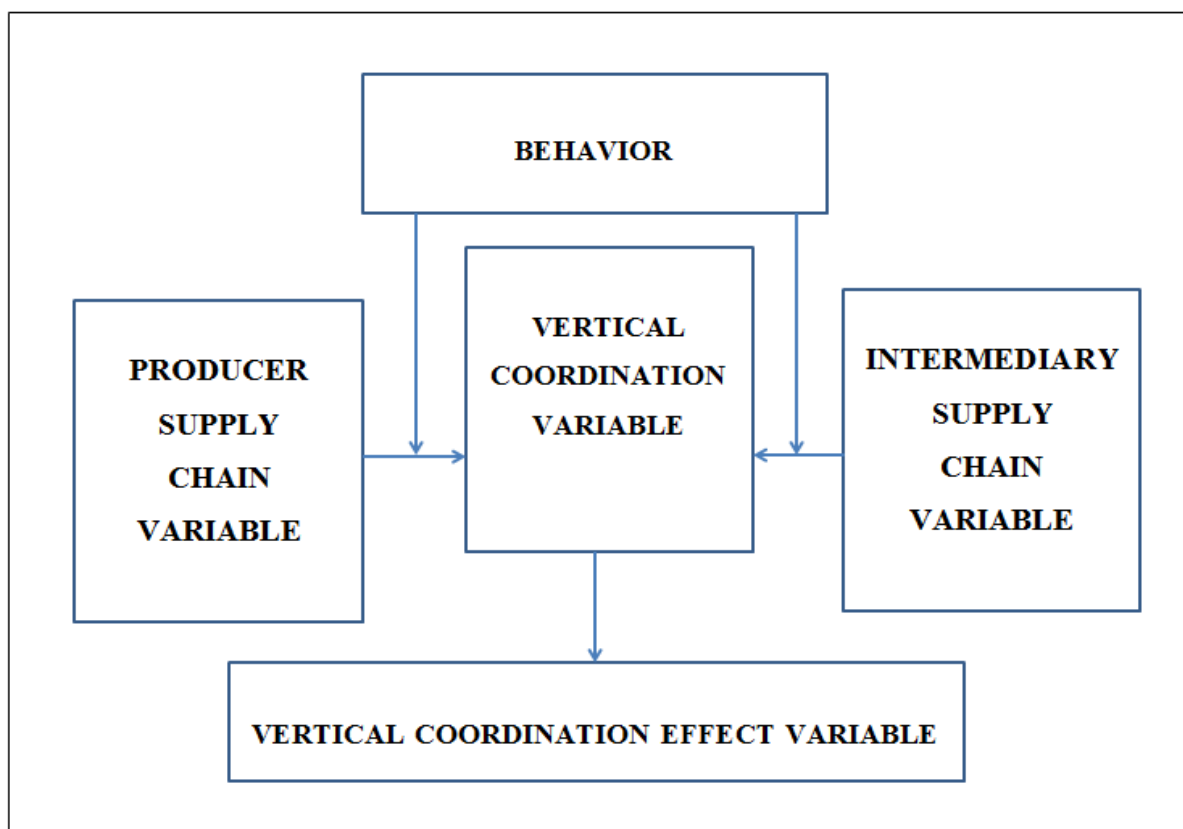 BEHAVIOR
VERTICAL
COORDINATION
VARIABLE
PRODUCER
SUPPLY
CHAIN
VARIABLE
INTERMEDIARY
SUPPLY
CHAIN
VARIABLE
VERTICAL COORDINATION EFFECT VARIABLE